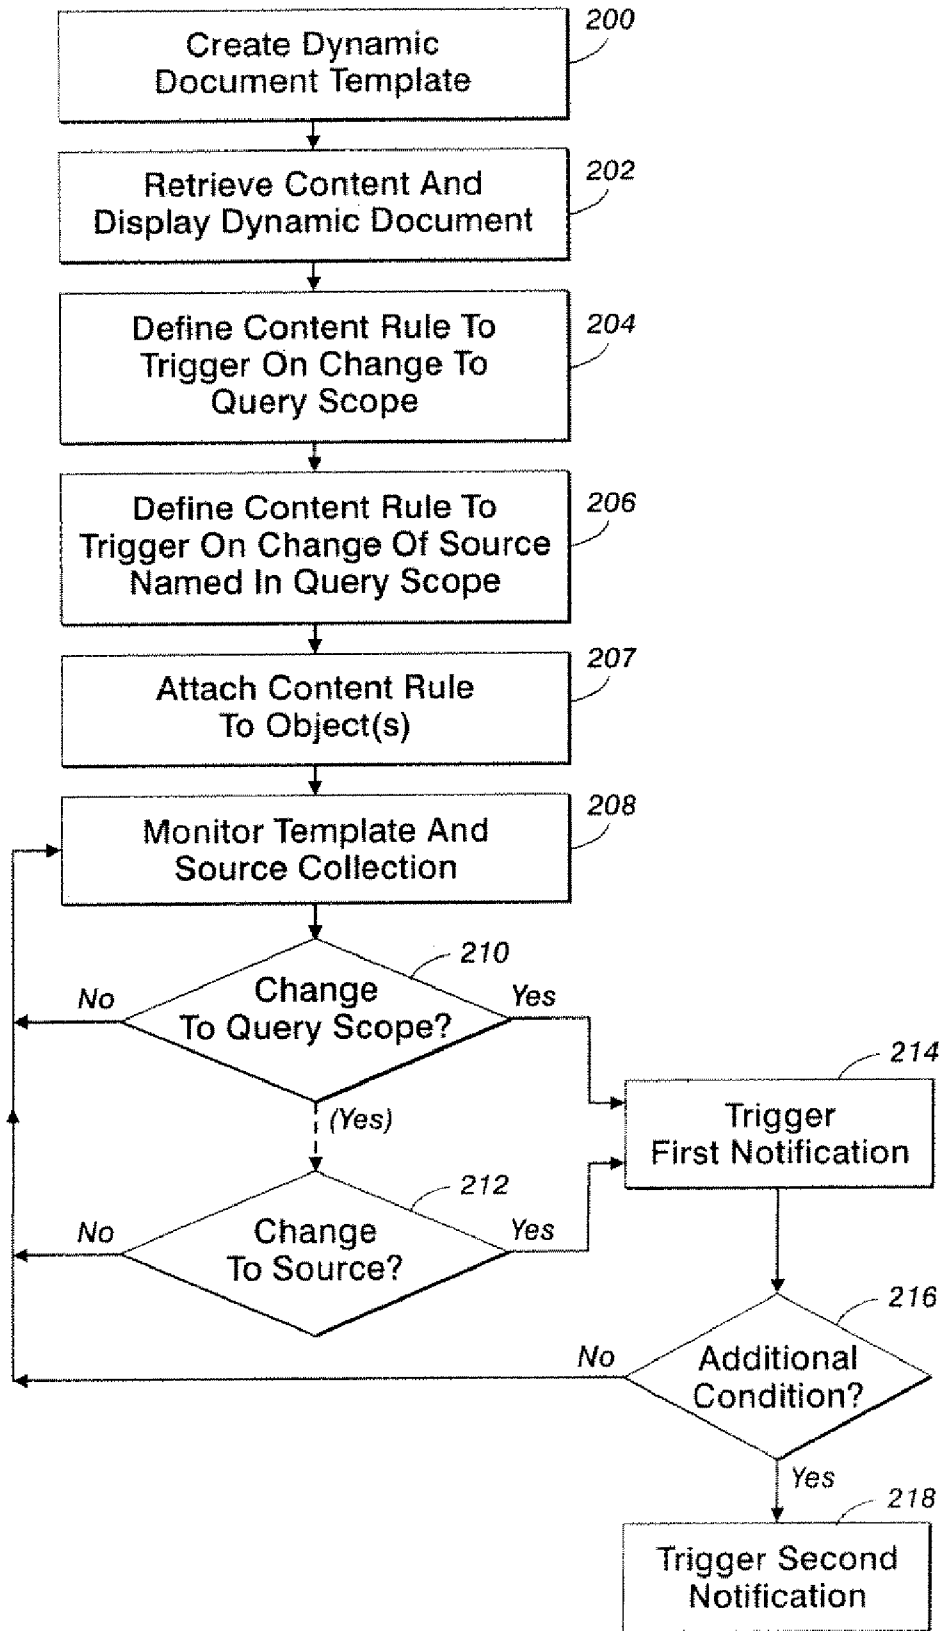 200
Create Dynamic
Document Template
202
Retrieve Content And
Display Dynamic Document
204
Define Content Rule To
Trigger On Change To
Query Scope
206
Define Content Rule To
Trigger On Change Of Source
Named In Query Scope
207
Attach Content Rule
To Object(s)
208
Monitor Template And
Source Collection
210
Change
To Query Scope?
No
Yes
(Yes)
214
Trigger
First Notification
212
Change
To Source?
No
Yes
216
Additional
Condition?
No
Yes
218
Trigger Second
Notification